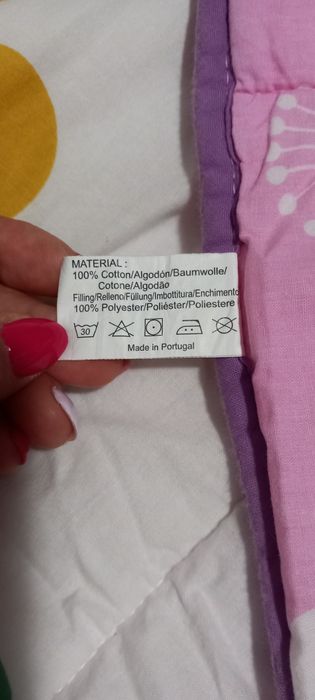 MATERIAL :
100% Cotton/Algodón/Baumwolle/
Cotone/Algodão
Filling/Relleno/Füllung/Imbottitura/Enchimento
100% Polyester/Polièster/Poliestere
30
Made in Portugal